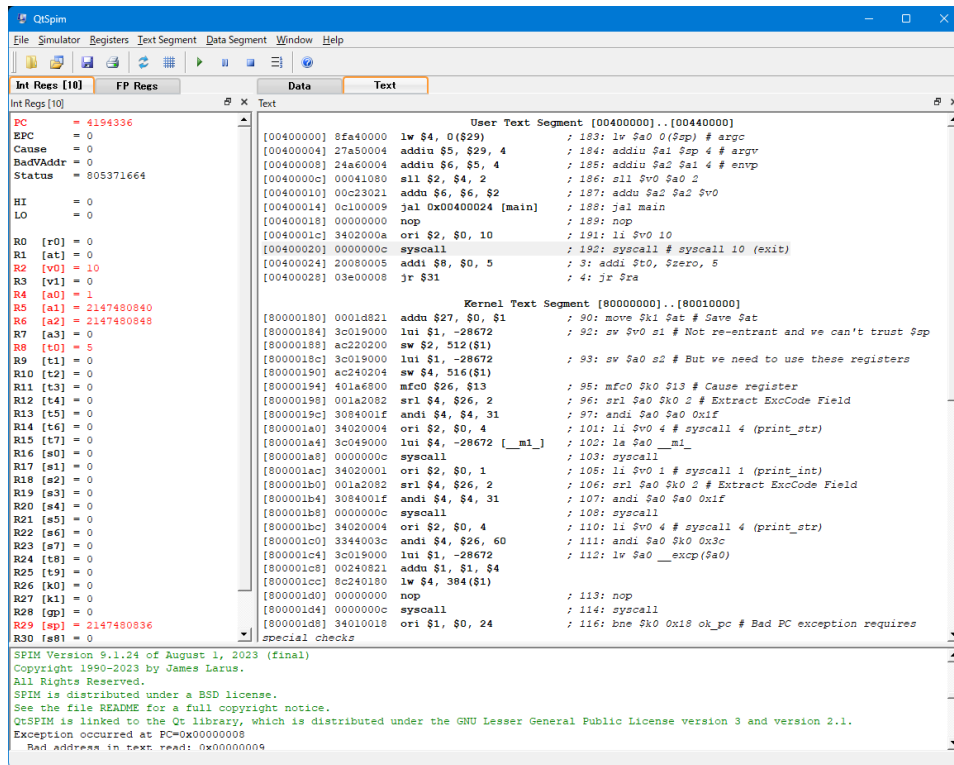 QtSpim
File Simulator Registers Text Segment Data Segment Window Help
Int Regs [10] FP Regs Data Text
Int Regs [10] Text
PC = 4194336
EPC = 0
Cause = 0
BadVAddr = 0
Status = 805371664
HI = 0
LO = 0
R0 [r0] = 0
R1 [at] = 0
R2 [v0] = 10
R3 [v1] = 0
R4 [a0] = 1
R5 [a1] = 2147480840
R6 [a2] = 2147480848
R7 [a3] = 0
R8 [t0] = 5
R9 [t1] = 0
R10 [t2] = 0
R11 [t3] = 0
R12 [t4] = 0
R13 [t5] = 0
R14 [t6] = 0
R15 [t7] = 0
R16 [s0] = 0
R17 [s1] = 0
R18 [s2] = 0
R19 [s3] = 0
R20 [s4] = 0
R21 [s5] = 0
R22 [s6] = 0
R23 [s7] = 0
R24 [t8] = 0
R25 [t9] = 0
R26 [k0] = 0
R27 [k1] = 0
R28 [gp] = 0
R29 [sp] = 2147480836
R30 [s8] = 0
User Text Segment [00400000]..[00440000]
[00400000] 8fa40000 lw $4, 0($29) ; 183: lw $a0 0($sp) # argc
[00400004] 27a50004 addiu $5, $29, 4 ; 184: addiu $a1 $sp 4 # argv
[00400008] 24a60004 addiu $6, $5, 4 ; 185: addiu $a2 $a1 4 # envp
[0040000c] 00041080 sll $2, $4, 2 ; 186: sll $v0 $a0 2
[00400010] 00c23021 addu $6, $6, $2 ; 187: addu $a2 $a2 $v0
[00400014] 0c100009 jal 0x00400024 [main] ; 188: jal main
[00400018] 00000000 nop ; 189: nop
[0040001c] 3402000a ori $2, $0, 10 ; 191: li $v0 10
[00400020] 0000000c syscall ; 192: syscall # syscall 10 (exit)
[00400024] 20080005 addi $8, $0, 5 ; 3: addi $t0, $zero, 5
[00400028] 03e00008 jr $31 ; 4: jr $ra
Kernel Text Segment [80000000]..[80010000]
[80000180] 0001d821 addu $27, $0, $1 ; 90: move $k1 $at # Save $at
[80000184] 3c019000 lui $1, -28672 ; 92: sw $v0 s1 # Not re-entrant and we can't trust $sp
[80000188] ac220200 sw $2, 512($1)
[8000018c] 3c019000 lui $1, -28672 ; 93: sw $a0 s2 # But we need to use these registers
[80000190] ac240204 sw $4, 516($1)
[80000194] 401a6800 mfc0 $26, $13 ; 95: mfc0 $k0 $13 # Cause register
[80000198] 001a2082 srl $4, $26, 2 ; 96: srl $a0 $k0 2 # Extract ExcCode Field
[8000019c] 3084001f andi $4, $4, 31 ; 97: andi $a0 $a0 0x1f
[800001a0] 34020004 ori $2, $0, 4 ; 101: li $v0 4 # syscall 4 (print_str)
[800001a4] 3c049000 lui $4, -28672 [__m1_] ; 102: la $a0 __m1_
[800001a8] 0000000c syscall ; 103: syscall
[800001ac] 34020001 ori $2, $0, 1 ; 105: li $v0 1 # syscall 1 (print_int)
[800001b0] 001a2082 srl $4, $26, 2 ; 106: srl $a0 $k0 2 # Extract ExcCode Field
[800001b4] 3084001f andi $4, $4, 31 ; 107: andi $a0 $a0 0x1f
[800001b8] 0000000c syscall ; 108: syscall
[800001bc] 34020004 ori $2, $0, 4 ; 110: li $v0 4 # syscall 4 (print_str)
[800001c0] 3344003c andi $4, $26, 60 ; 111: andi $a0 $k0 0x3c
[800001c4] 3c019000 lui $1, -28672 ; 112: lw $a0 __excp($a0)
[800001c8] 00240821 addu $1, $1, $4
[800001cc] 8c240180 lw $4, 384($1)
[800001d0] 00000000 nop ; 113: nop
[800001d4] 0000000c syscall ; 114: syscall
[800001d8] 34010018 ori $1, $0, 24 ; 116: bne $k0 0x18 ok_pc # Bad PC exception requires
special checks
SPIM Version 9.1.24 of August 1, 2023 (final)
Copyright 1990-2023 by James Larus.
All Rights Reserved.
SPIM is distributed under a BSD license.
See the file README for a full copyright notice.
QtSPIM is linked to the Qt library, which is distributed under the GNU Lesser General Public License version 3 and version 2.1.
Exception occurred at PC=0x00000008
Bad address in text read: 0x00000009